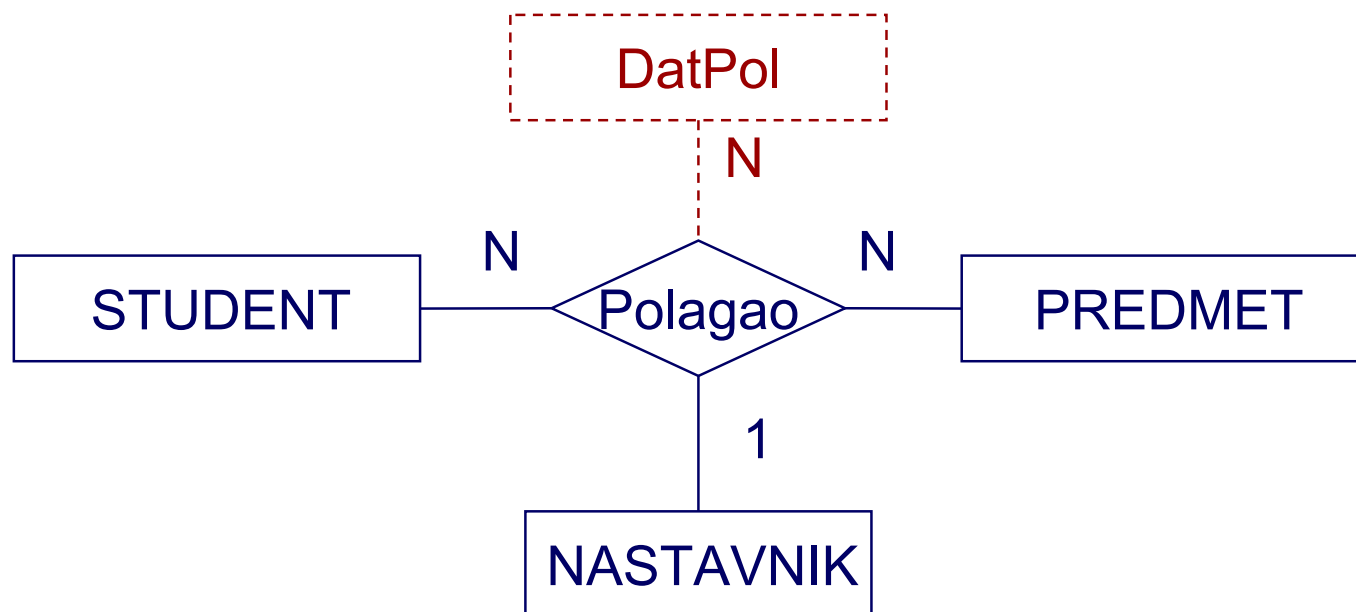 DatPol
N
N
N
STUDENT
Polagao
PREDMET
1
NASTAVNIK